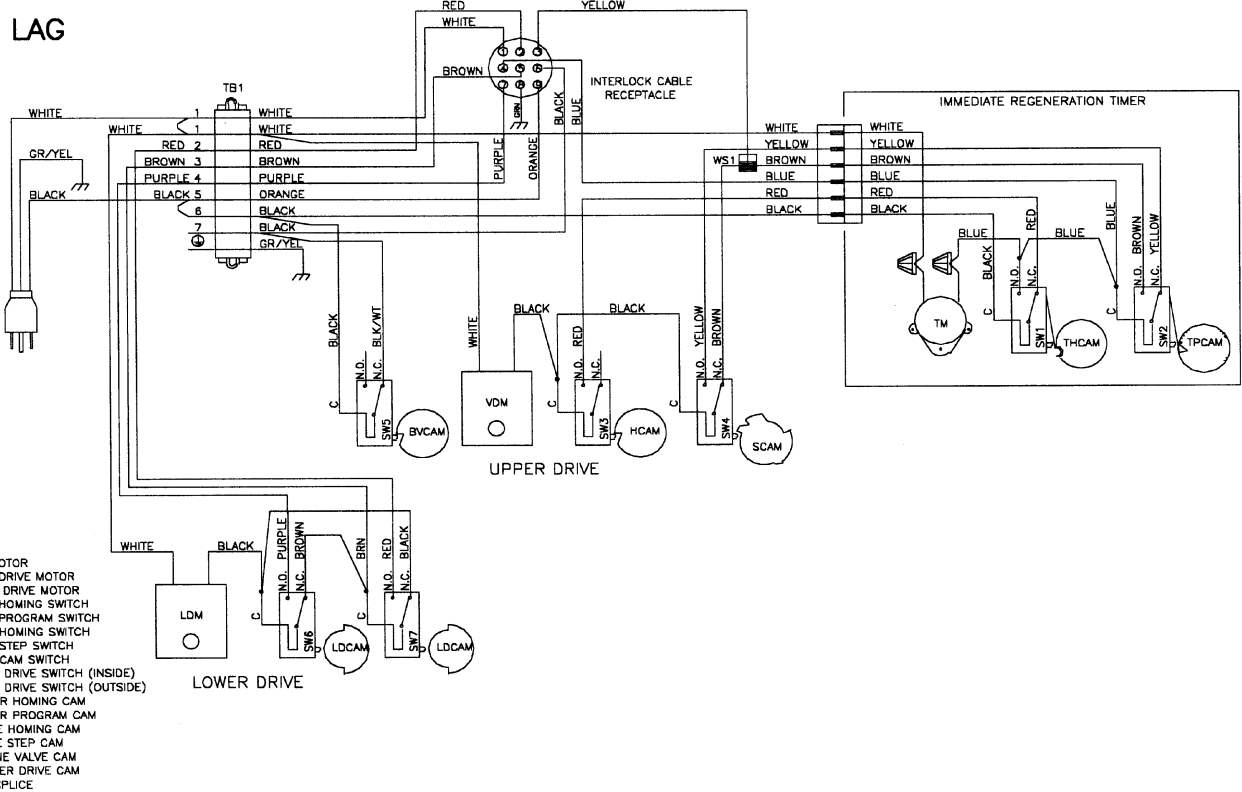 LAG
RED
WHITE
YELLOW
BROWN
INTERLOCK CABLE
RECEPTACLE
GRN
BLACK
BLUE
PURPLE
ORANGE
TB1
WHITE
WHITE
GR/YEL
BLACK
1 WHITE
1 WHITE
RED 2 RED
BROWN 3 BROWN
PURPLE 4 PURPLE
BLACK 5 ORANGE
6 BLACK
7 BLACK
GR/YEL
IMMEDIATE REGENERATION TIMER
WHITE WHITE
YELLOW YELLOW
WS1 BROWN BROWN
BLUE BLUE
RED RED
BLACK BLACK
BLUE
BLACK
N.O.
RED
N.C.
BLUE
BLUE
BROWN
N.O.
YELLOW
N.C.
C
C
TM
SW1
THCAM
SW2
TPCAM
BLACK
BLK/WT
N.O.
N.C.
C
SW5
BVCAM
WHITE
BLACK
VDM
RED
N.O.
N.C.
C
SW3
HCAM
BLACK
YELLOW
N.O.
BROWN
N.C.
C
SW4
SCAM
UPPER DRIVE
WHITE
BLACK
LDM
PURPLE
N.O.
BROWN
N.C.
C
SW6
LDCAM
BRN
RED
N.O.
BLACK
N.C.
C
SW7
LDCAM
LOWER DRIVE
DRIVE MOTOR
DRIVE MOTOR
HOMING SWITCH
PROGRAM SWITCH
HOMING SWITCH
STEP SWITCH
CAM SWITCH
DRIVE SWITCH (INSIDE)
DRIVE SWITCH (OUTSIDE)
HOMING CAM
PROGRAM CAM
HOMING CAM
STEP CAM
VALVE CAM
DRIVE CAM